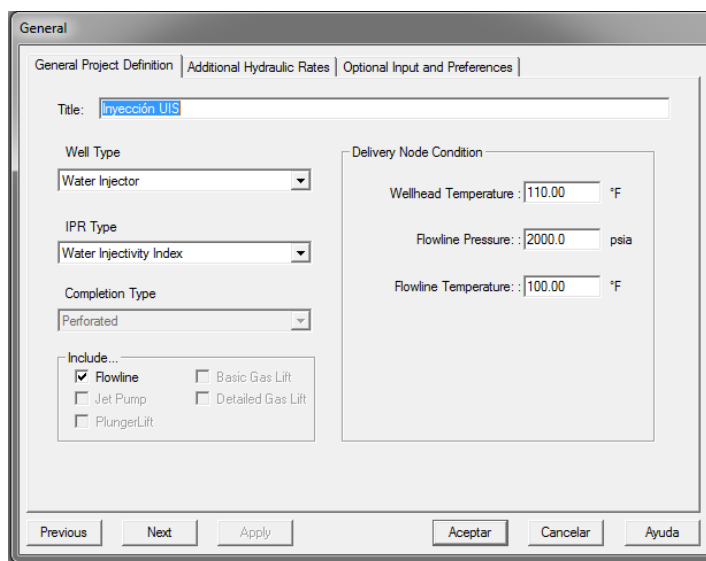 General
General Project Definition
Additional Hydraulic Rates
Optional Input and Preferences
Title:
Inyección UIS
Well Type
Water Injector
IPR Type
Water Injectivity Index
Completion Type
Perforated
Include...
Flowline
Basic Gas Lift
Jet Pump
Detailed Gas Lift
PlungerLift
Delivery Node Condition
Wellhead Temperature : 110.00 °F
Flowline Pressure: : 2000.0 psia
Flowline Temperature: : 100.00 °F
Previous
Next
Apply
Aceptar
Cancelar
Ayuda